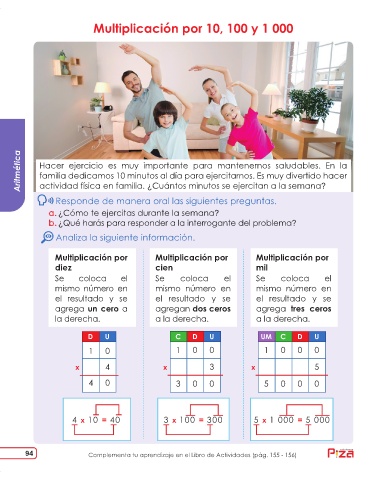 Multiplicación por 10, 100 y 1 000
Aritmética
Hacer ejercicio es muy importante para mantenernos saludables. En la
familia dedicamos 10 minutos al día para ejercitarnos. Es muy divertido hacer
actividad física en familia. ¿Cuántos minutos se ejercitan a la semana?
Responde de manera oral las siguientes preguntas.
a. ¿Cómo te ejercitas durante la semana?
b. ¿Qué harás para responder a la interrogante del problema?
Analiza la siguiente información.
Multiplicación por
diez
Se coloca el
mismo número en
el resultado y se
agrega un cero a
la derecha.
Multiplicación por
cien
Se coloca el
mismo número en
el resultado y se
agregan dos ceros
a la derecha.
Multiplicación por
mil
Se coloca el
mismo número en
el resultado y se
agrega tres ceros
a la derecha.
D U
1 0
x 4
4 0
C D U
1 0 0
x 3
3 0 0
UM C D U
1 0 0 0
x 5
5 0 0 0
4 x 10 = 40
3 x 100 = 300
5 x 1 000 = 5 000
94
Complementa tu aprendizaje en el Libro de Actividades (pág. 155 - 156)